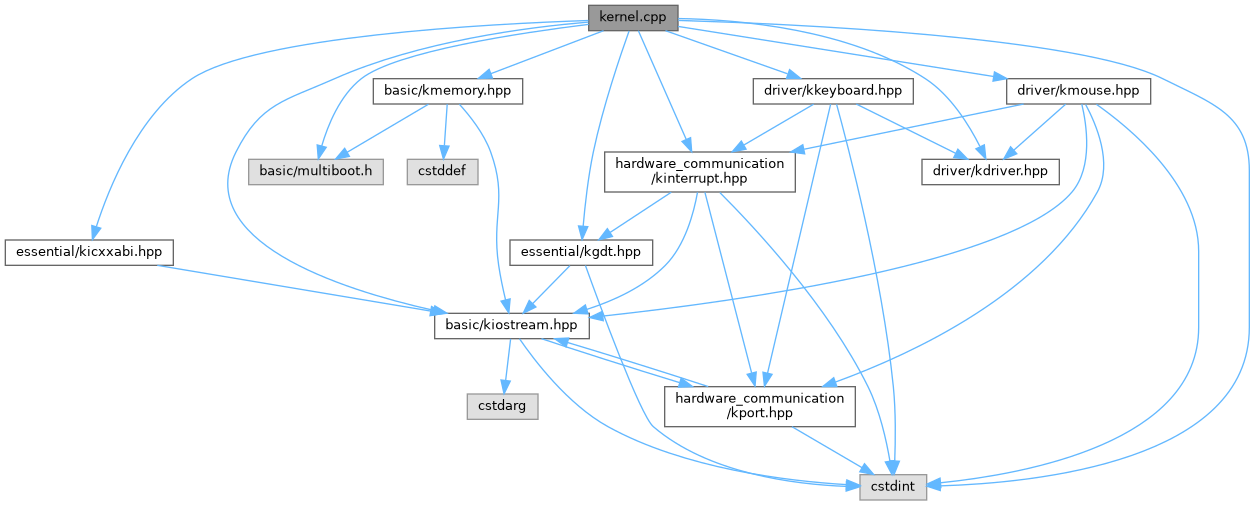 kernel.cpp
basic/kmemory.hpp
driver/kkeyboard.hpp
driver/kmouse.hpp
basic/multiboot.h
cstddef
hardware_communication
/kinterrupt.hpp
driver/kdriver.hpp
essential/kicxxabi.hpp
essential/kgdt.hpp
basic/kiostream.hpp
cstdarg
hardware_communication
/kport.hpp
cstdint